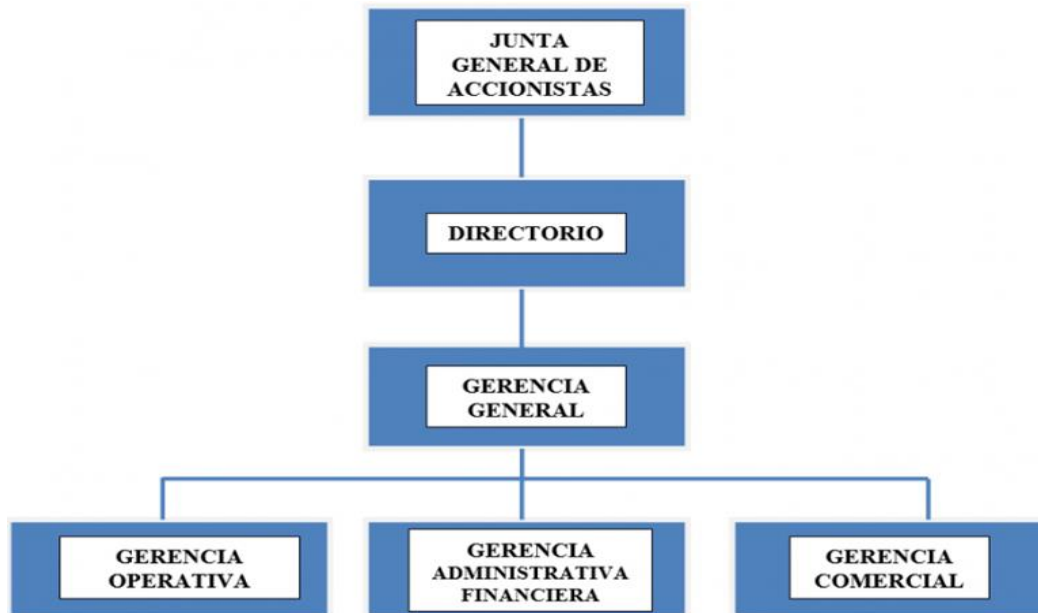 JUNTA
GENERAL DE
ACCIONISTAS
DIRECTORIO
GERENCIA
GENERAL
GERENCIA
OPERATIVA
GERENCIA
ADMINISTRATIVA
FINANCIERA
GERENCIA
COMERCIAL